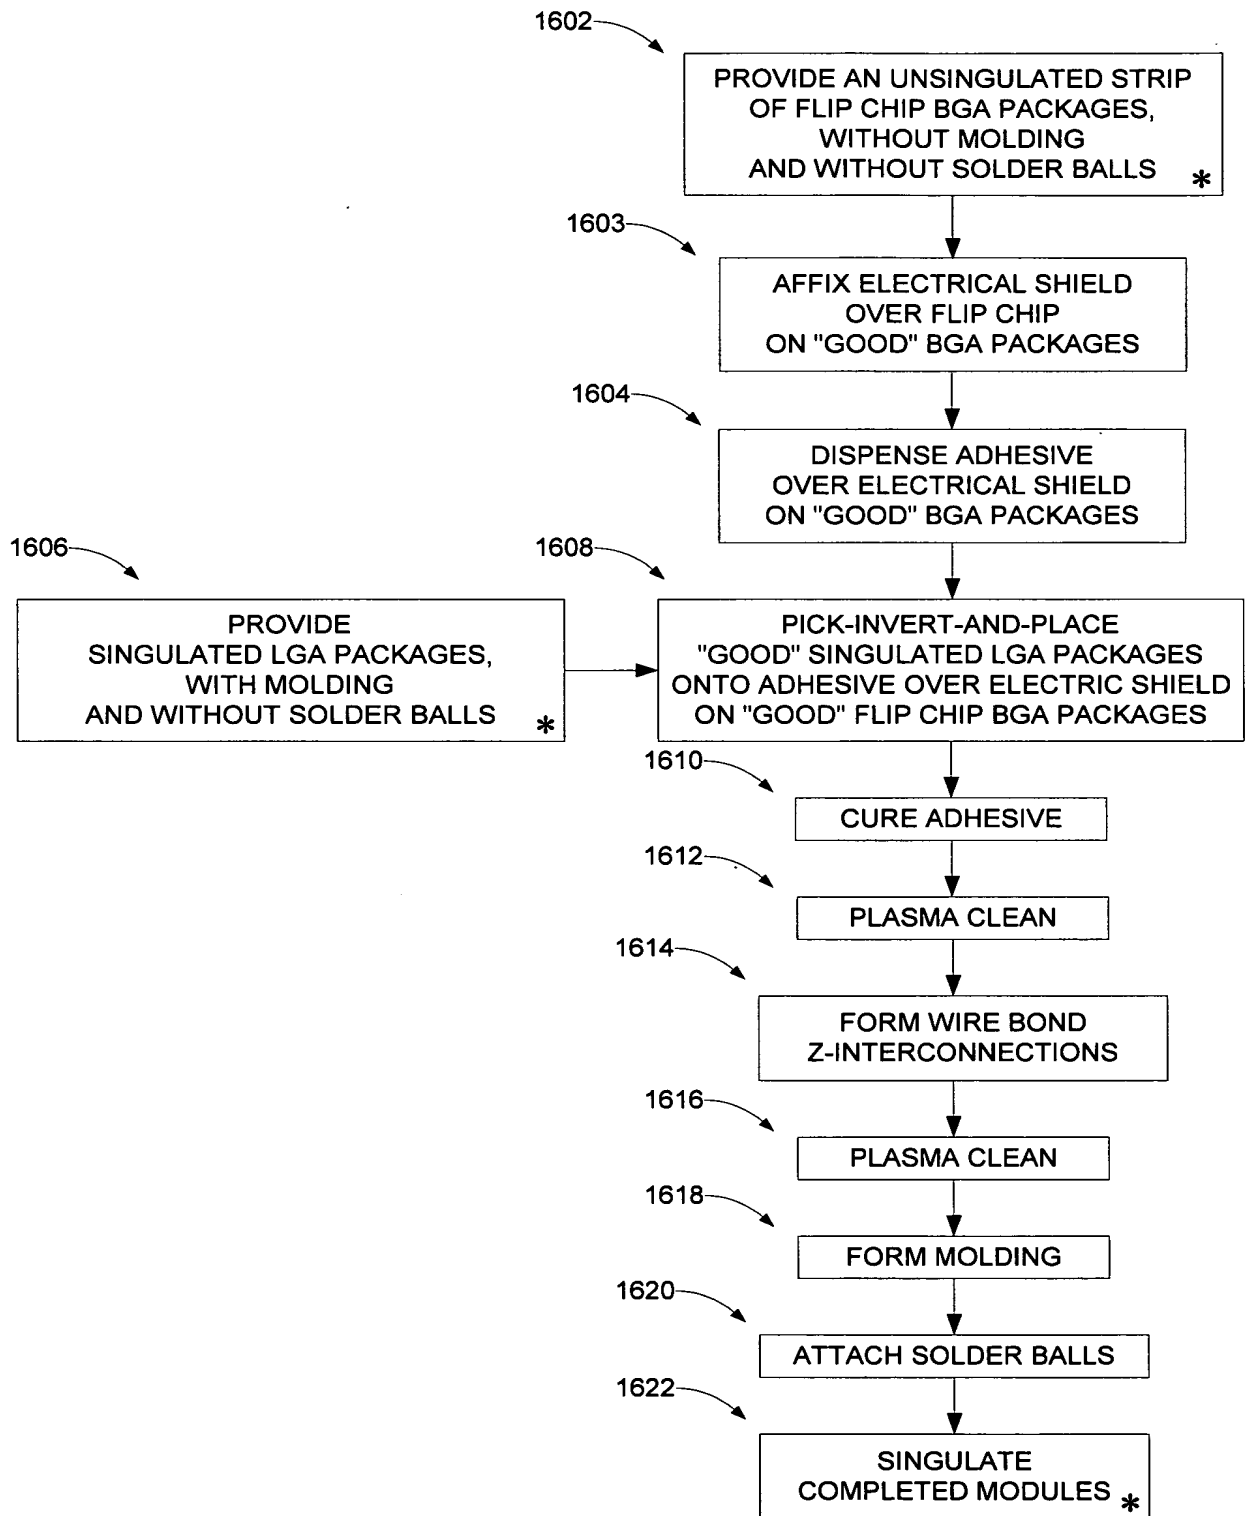 1602
PROVIDE AN UNSINGULATED STRIP
OF FLIP CHIP BGA PACKAGES,
WITHOUT MOLDING
AND WITHOUT SOLDER BALLS *
1603
AFFIX ELECTRICAL SHIELD
OVER FLIP CHIP
ON "GOOD" BGA PACKAGES
1604
DISPENSE ADHESIVE
OVER ELECTRICAL SHIELD
ON "GOOD" BGA PACKAGES
1606
PROVIDE
SINGULATED LGA PACKAGES,
WITH MOLDING
AND WITHOUT SOLDER BALLS *
1608
PICK-INVERT-AND-PLACE
"GOOD" SINGULATED LGA PACKAGES
ONTO ADHESIVE OVER ELECTRIC SHIELD
ON "GOOD" FLIP CHIP BGA PACKAGES
1610
CURE ADHESIVE
1612
PLASMA CLEAN
1614
FORM WIRE BOND
Z-INTERCONNECTIONS
1616
PLASMA CLEAN
1618
FORM MOLDING
1620
ATTACH SOLDER BALLS
1622
SINGULATE
COMPLETED MODULES *